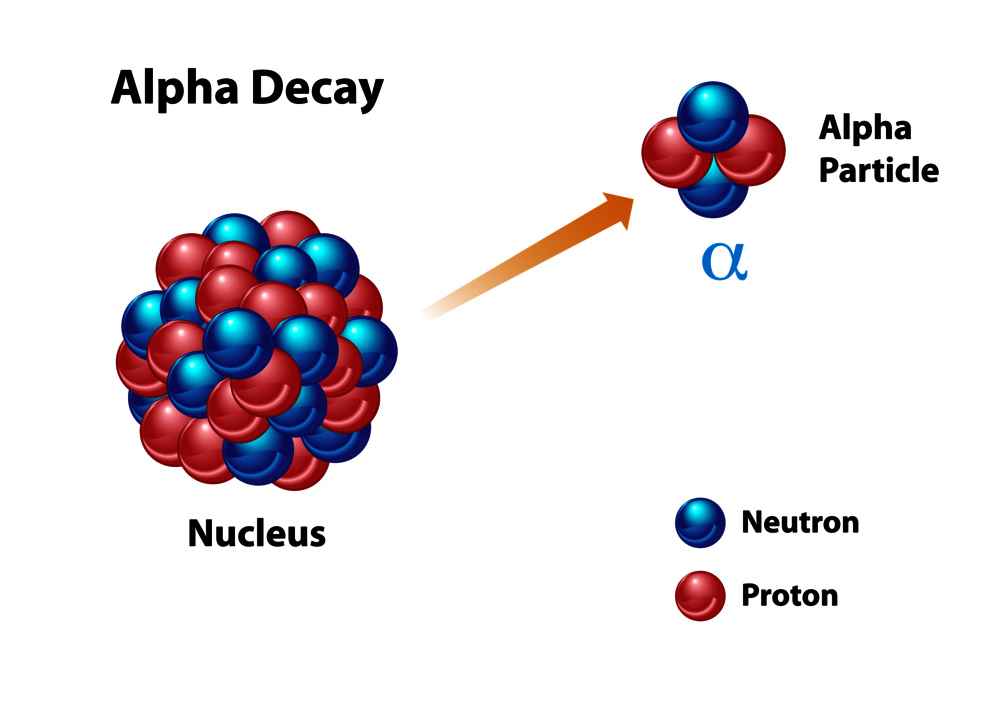 Alpha Decay
Alpha
Particle
α
Nucleus
Neutron
Proton